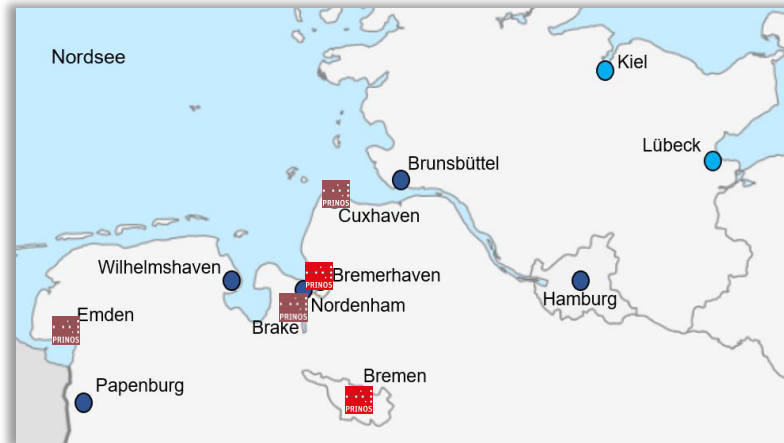 Nordsee
Kiel
Lübeck
Brunsbüttel
PRINOS
Cuxhaven
Wilhelmshaven
PRINOS
Bremerhaven
Hamburg
Nordenham
PRINOS
Brake
Emden
PRINOS
Papenburg
Bremen
PRINOS